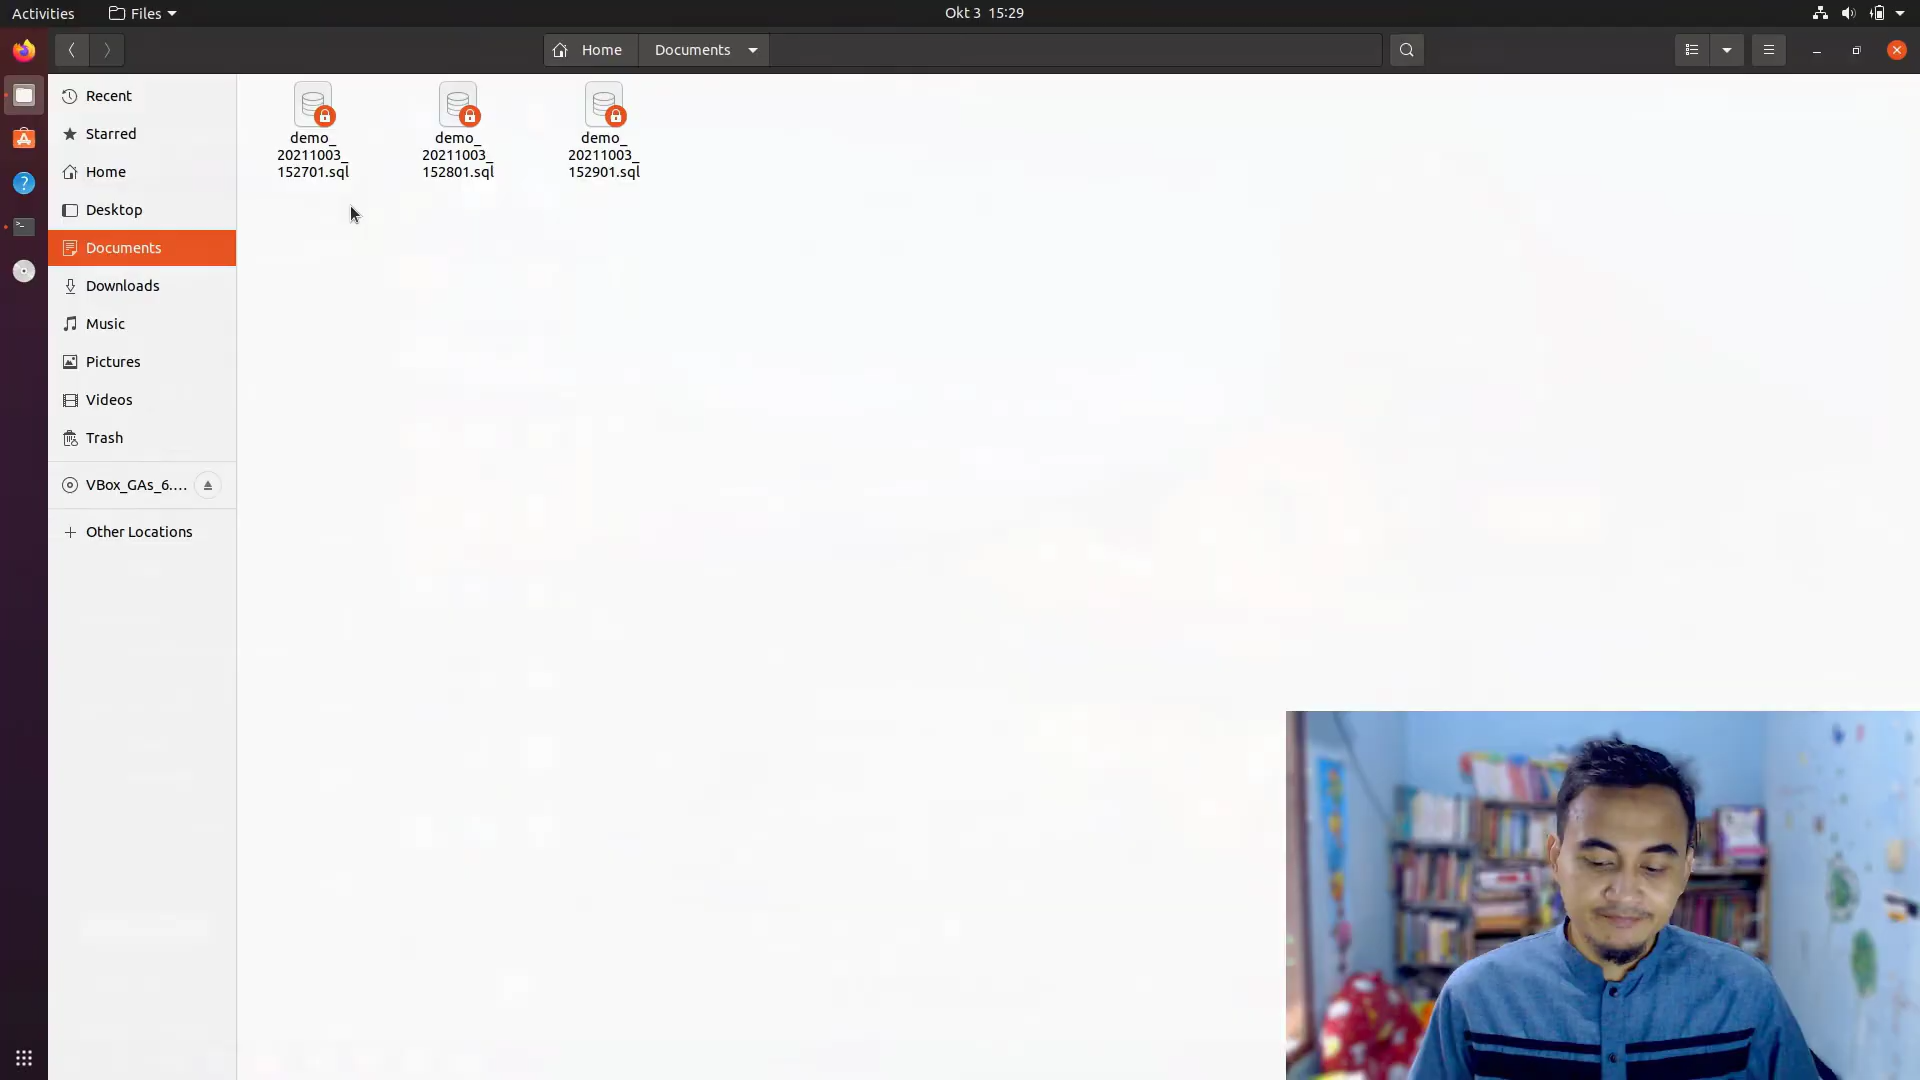 Activities
Files
Okt 3 15:29
Home
Documents
Recent
Starred
Home
Desktop
Documents
Downloads
Music
Pictures
Videos
Trash
VBox_GAs_6....
Other Locations
demo_
20211003_
152701.sql
demo_
20211003_
152801.sql
demo_
20211003_
152901.sql